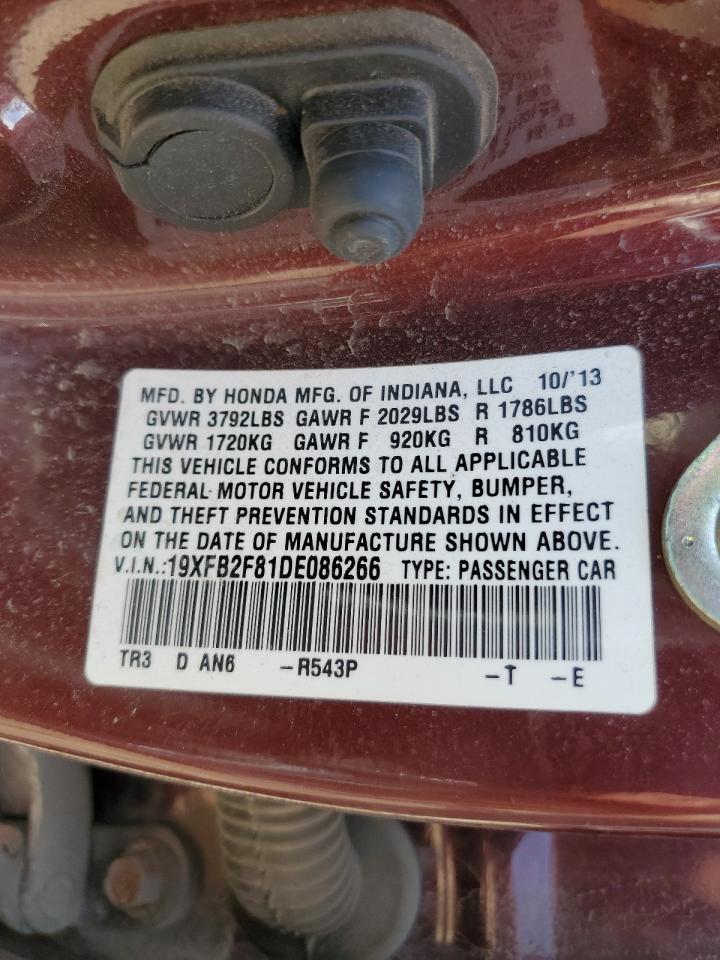 MFD. BY HONDA MFG. OF INDIANA, LLC 10/'13
GVWR 3792LBS GAWR F 2029LBS R 1786LBS
GVWR 1720KG GAWR F 920KG R 810KG
THIS VEHICLE CONFORMS TO ALL APPLICABLE
FEDERAL MOTOR VEHICLE SAFETY, BUMPER,
AND THEFT PREVENTION STANDARDS IN EFFECT
ON THE DATE OF MANUFACTURE SHOWN ABOVE.
V.I.N.:19XFB2F81DE086266 TYPE: PASSENGER CAR
TR3 D AN6 -R543P -T -E